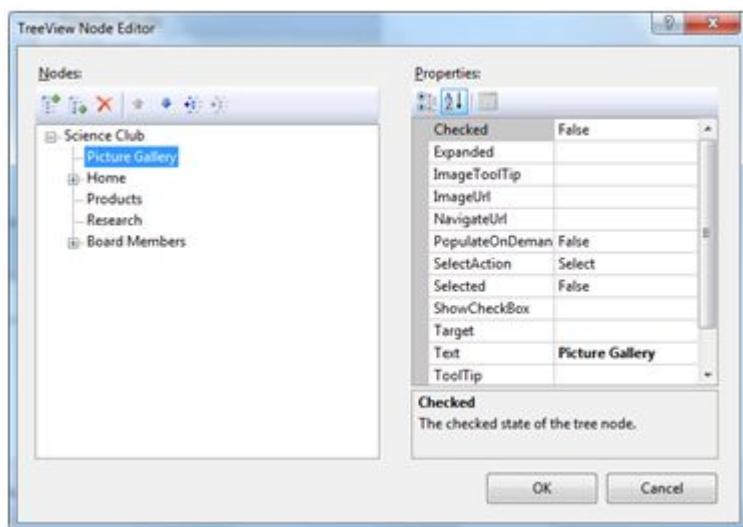 TreeView Node Editor
Nodes:
Science Club
Picture Gallery
Home
Products
Research
Board Members
Properties:
Checked False
Expanded
ImageToolTip
ImageUrl
NavigateUrl
PopulateOnDeman False
SelectAction Select
Selected False
ShowCheckBox
Target
Text Picture Gallery
ToolTip
Checked
The checked state of the tree node.
OK Cancel